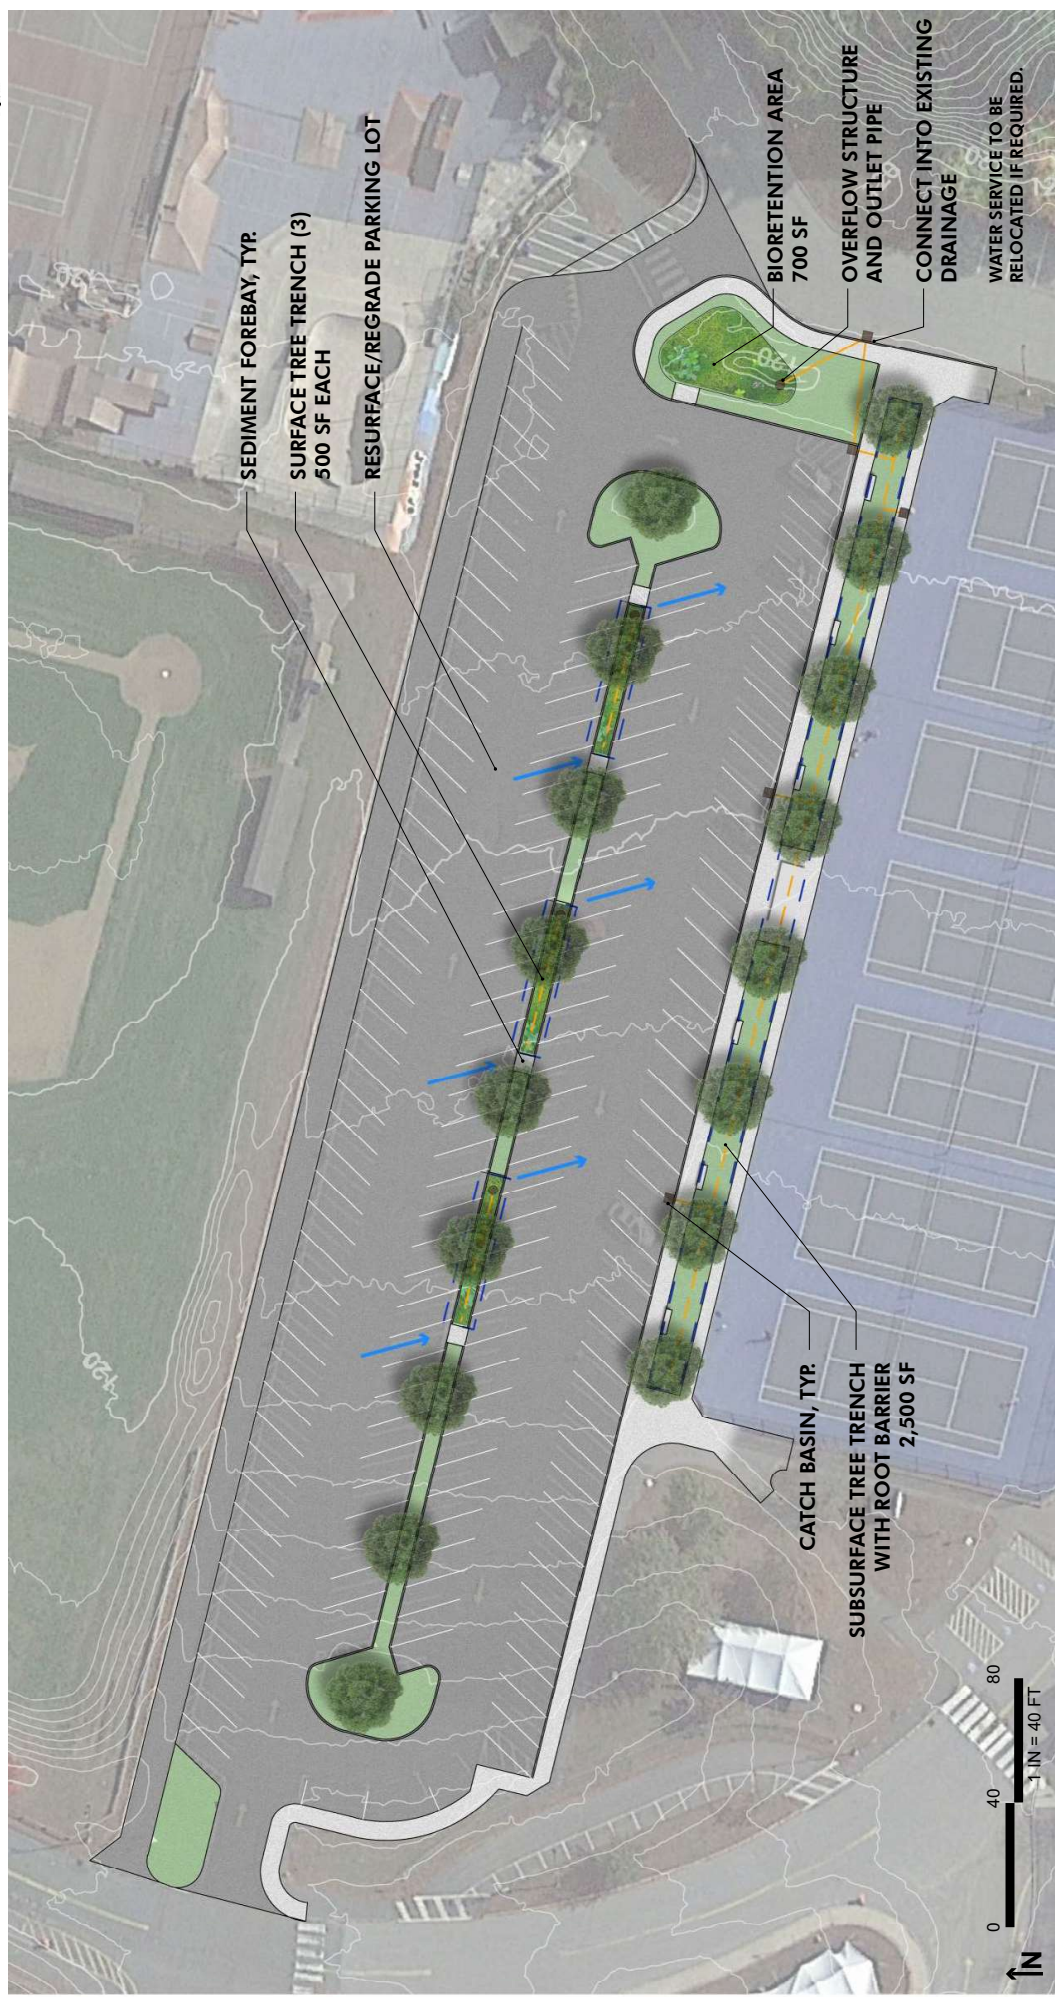 SEDIMENT FOREBAY, TYP.
SURFACE TREE TRENCH (3)
500 SF EACH
RESURFACE/REGRADE PARKING LOT
BIORETENTION AREA
700 SF
OVERFLOW STRUCTURE
AND OUTLET PIPE
CONNECT INTO EXISTING
DRAINAGE
WATER SERVICE TO BE
RELOCATED IF REQUIRED.
CATCH BASIN, TYP.
SUBSURFACE TREE TRENCH
WITH ROOT BARRIER
2,500 SF
420
N
0 40 80
1 IN = 40 FT